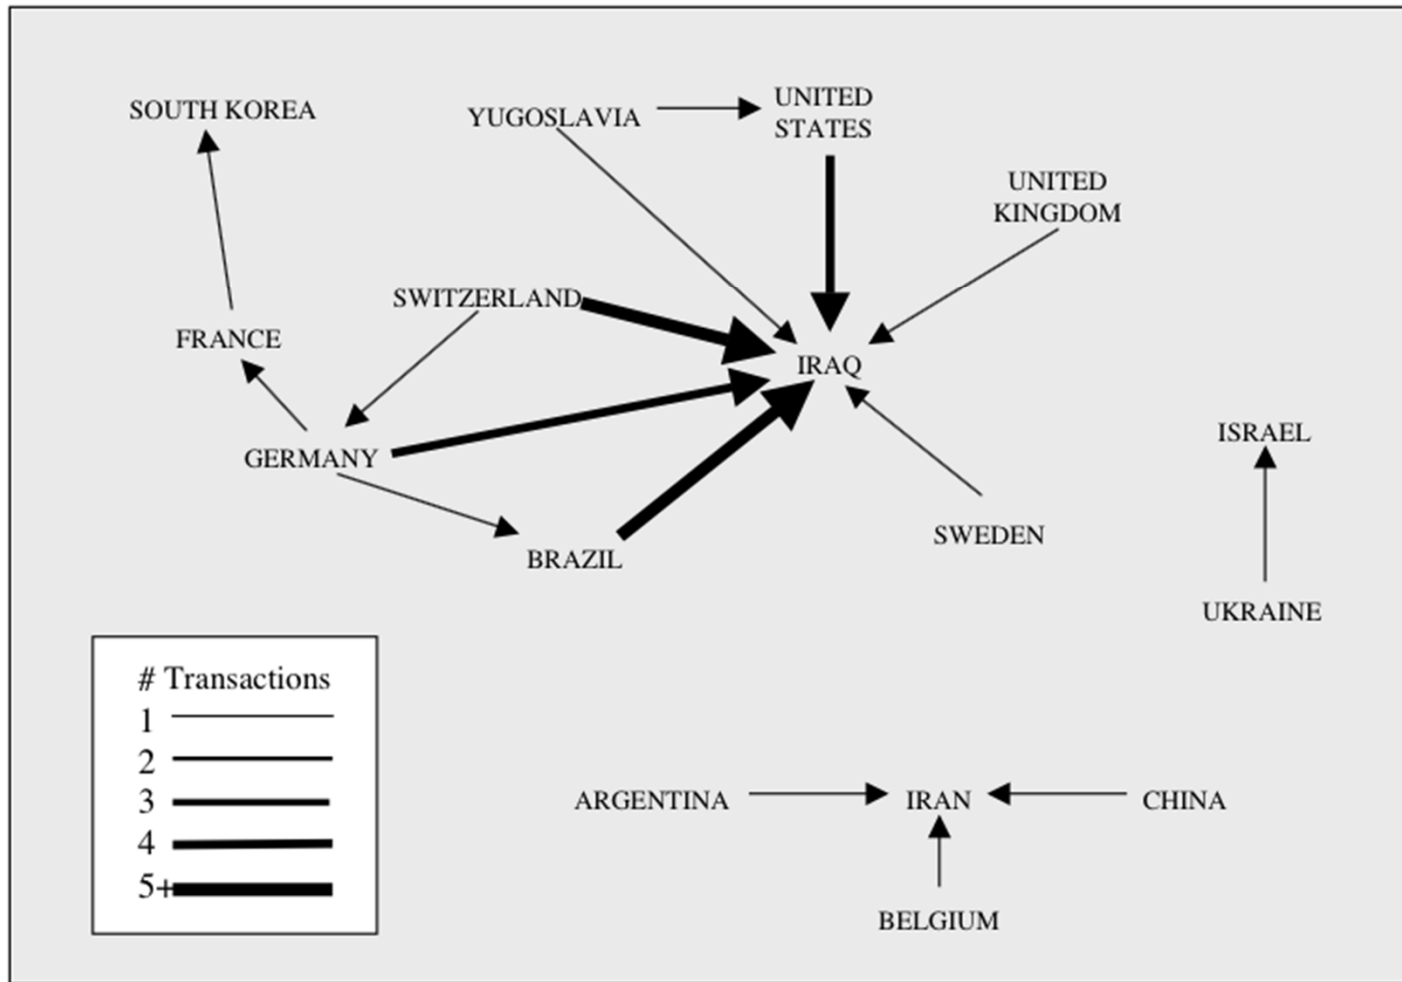 SOUTH KOREA
YUGOSLAVIA
UNITED
STATES
UNITED
KINGDOM
SWITZERLAND
FRANCE
IRAQ
GERMANY
ISRAEL
SWEDEN
BRAZIL
UKRAINE
# Transactions
1
2
3
4
5+
ARGENTINA
IRAN
CHINA
BELGIUM